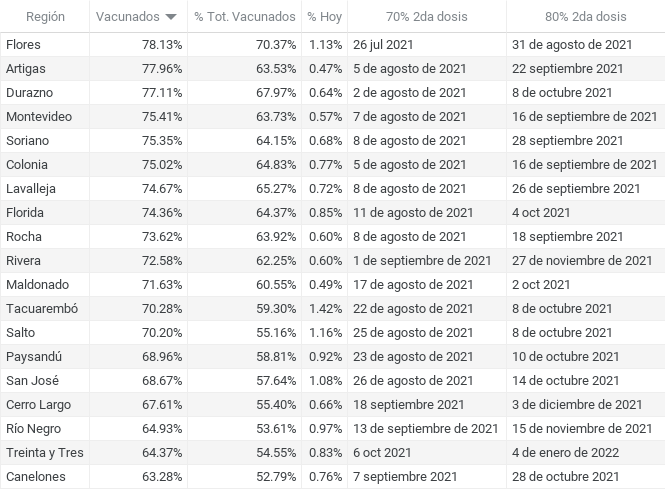 Región Vacunados % Tot. Vacunados % Hoy 70% 2da dosis 80% 2da dosis
Flores 78.13% 70.37% 1.13% 26 jul 2021 31 de agosto de 2021
Artigas 77.96% 63.53% 0.47% 5 de agosto de 2021 22 septiembre 2021
Durazno 77.11% 67.97% 0.64% 2 de agosto de 2021 8 de octubre 2021
Montevideo 75.41% 63.73% 0.57% 7 de agosto de 2021 16 de septiembre de 2021
Soriano 75.35% 64.15% 0.68% 8 de agosto de 2021 28 septiembre 2021
Colonia 75.02% 64.83% 0.77% 5 de agosto de 2021 16 de septiembre de 2021
Lavalleja 74.67% 65.27% 0.72% 8 de agosto de 2021 26 de septiembre 2021
Florida 74.36% 64.37% 0.85% 11 de agosto de 2021 4 oct 2021
Rocha 73.62% 63.92% 0.60% 8 de agosto de 2021 18 septiembre 2021
Rivera 72.58% 62.25% 0.60% 1 de septiembre de 2021 27 de noviembre de 2021
Maldonado 71.63% 60.55% 0.49% 17 de agosto de 2021 2 oct 2021
Tacuarembó 70.28% 59.30% 1.42% 22 de agosto de 2021 8 de octubre 2021
Salto 70.20% 55.16% 1.16% 25 de agosto de 2021 8 de octubre 2021
Paysandú 68.96% 58.81% 0.92% 23 de agosto de 2021 10 de octubre 2021
San José 68.67% 57.64% 1.08% 26 de agosto de 2021 14 de octubre 2021
Cerro Largo 67.61% 55.40% 0.66% 18 septiembre 2021 3 de diciembre de 2021
Río Negro 64.93% 53.61% 0.97% 13 de septiembre de 2021 15 de noviembre de 2021
Treinta y Tres 64.37% 54.55% 0.83% 6 oct 2021 4 de enero de 2022
Canelones 63.28% 52.79% 0.76% 7 septiembre 2021 28 de octubre de 2021